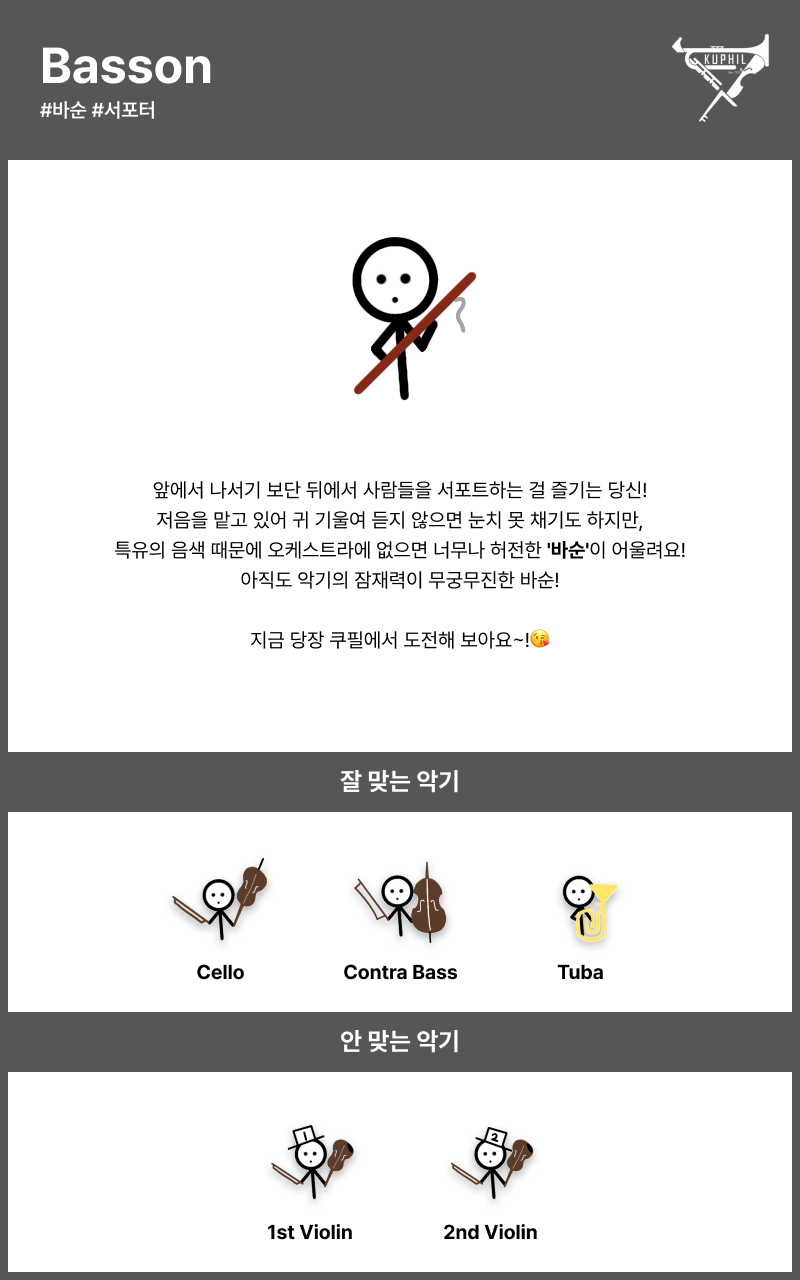 Basson
#바순 #서포터
KUPHIL
앞에서 나서기 보단 뒤에서 사람들을 서포트하는 걸 즐기는 당신!
저음을 맡고 있어 귀 기울여 듣지 않으면 눈치 못 채기도 하지만,
특유의 음색 때문에 오케스트라에 없으면 너무나 허전한 '바순'이 어울려요!
아직도 악기의 잠재력이 무궁무진한 바순!
지금 당장 쿠필에서 도전해 보아요~!😘
잘 맞는 악기
Cello Contra Bass Tuba
안 맞는 악기
1 2
1st Violin 2nd Violin